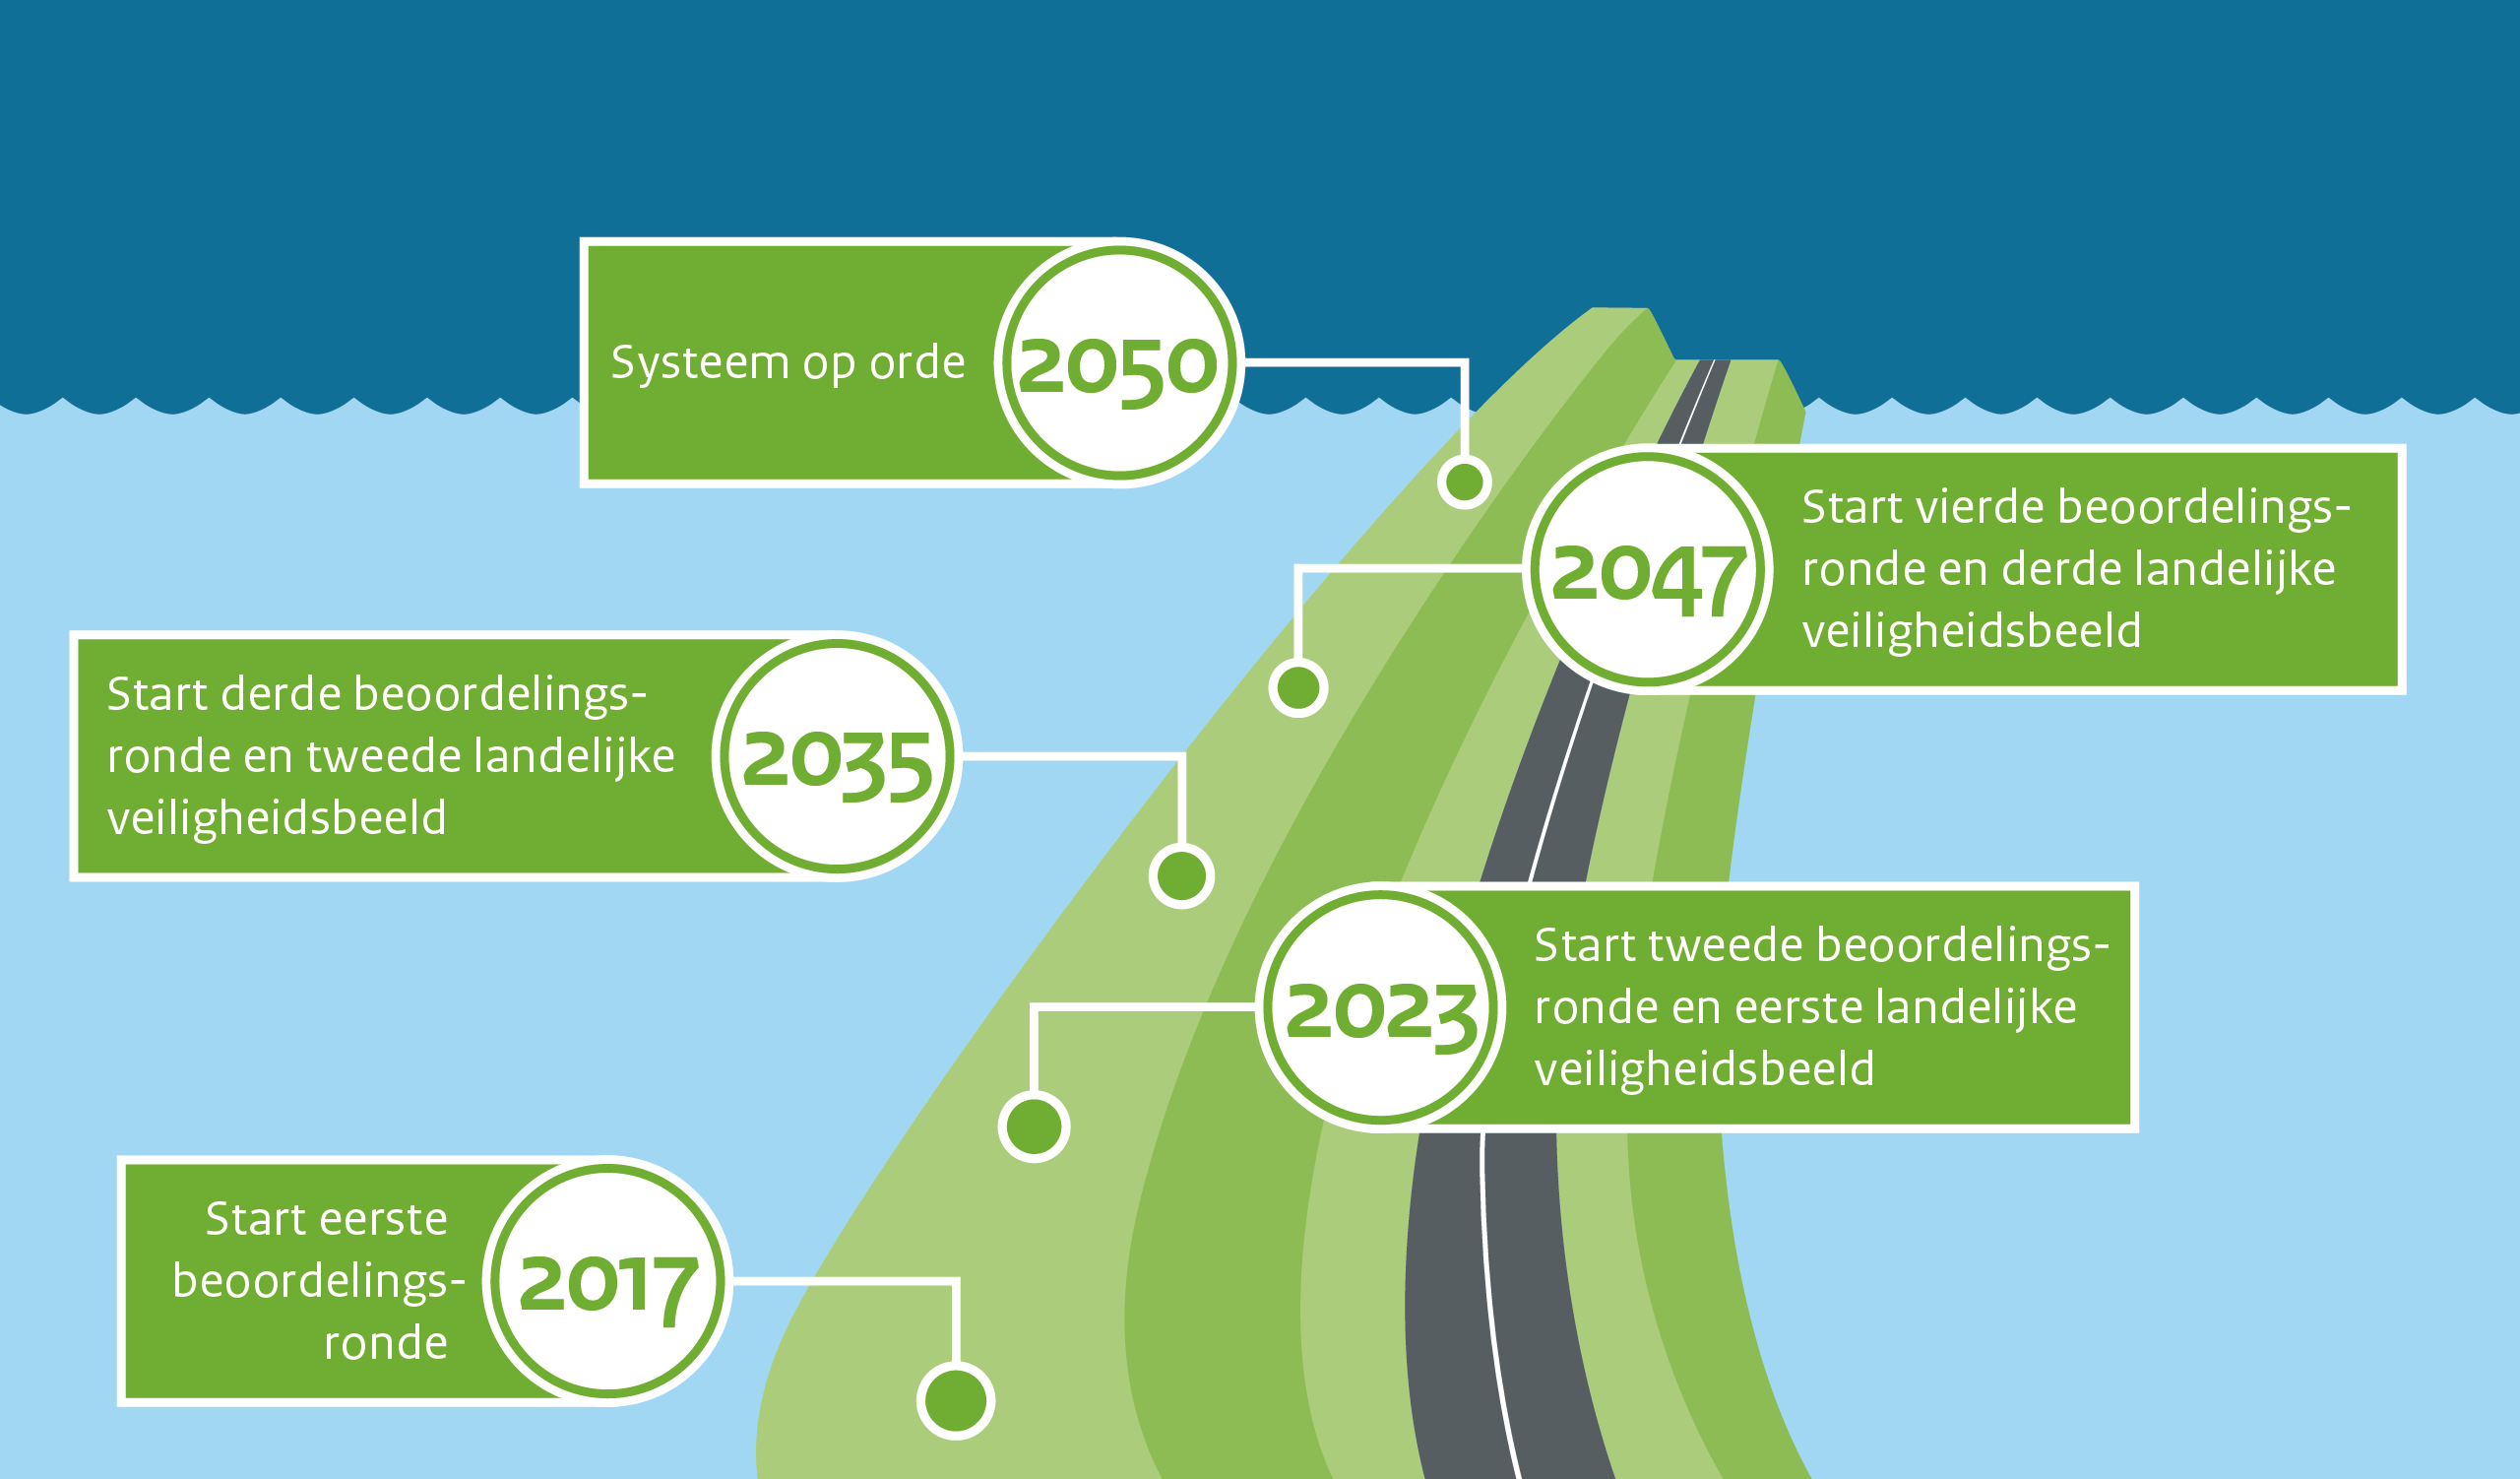 Systeem op orde
2050
2047
Start vierde beoordelings-
ronde en derde landelijke
veiligheidsbeeld
Start derde beoordelings-
ronde en tweede landelijke
veiligheidsbeeld
2035
2023
Start tweede beoordelings-
ronde en eerste landelijke
veiligheidsbeeld
Start eerste
beoordelings-
ronde
2017